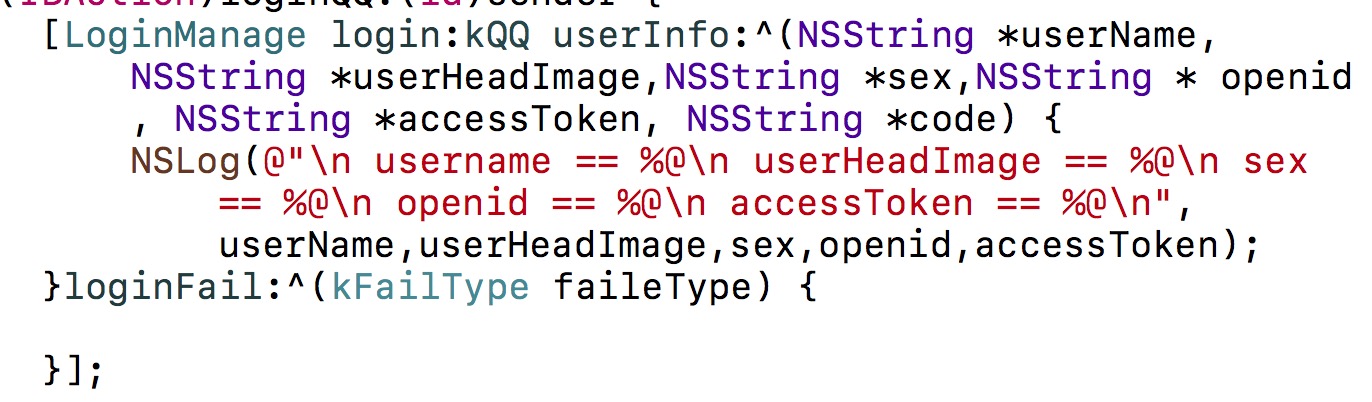 [LoginManage login:kQQ userInfo:^(NSString *userName,
NSString *userHeadImage,NSString *sex,NSString * openid
, NSString *accessToken, NSString *code) {
NSLog(@"\n username == %@\n userHeadImage == %@\n sex
== %@\n openid == %@\n accessToken == %@\n",
userName,userHeadImage,sex,openid,accessToken);
}loginFail:^(kFailType faileType) {
}];